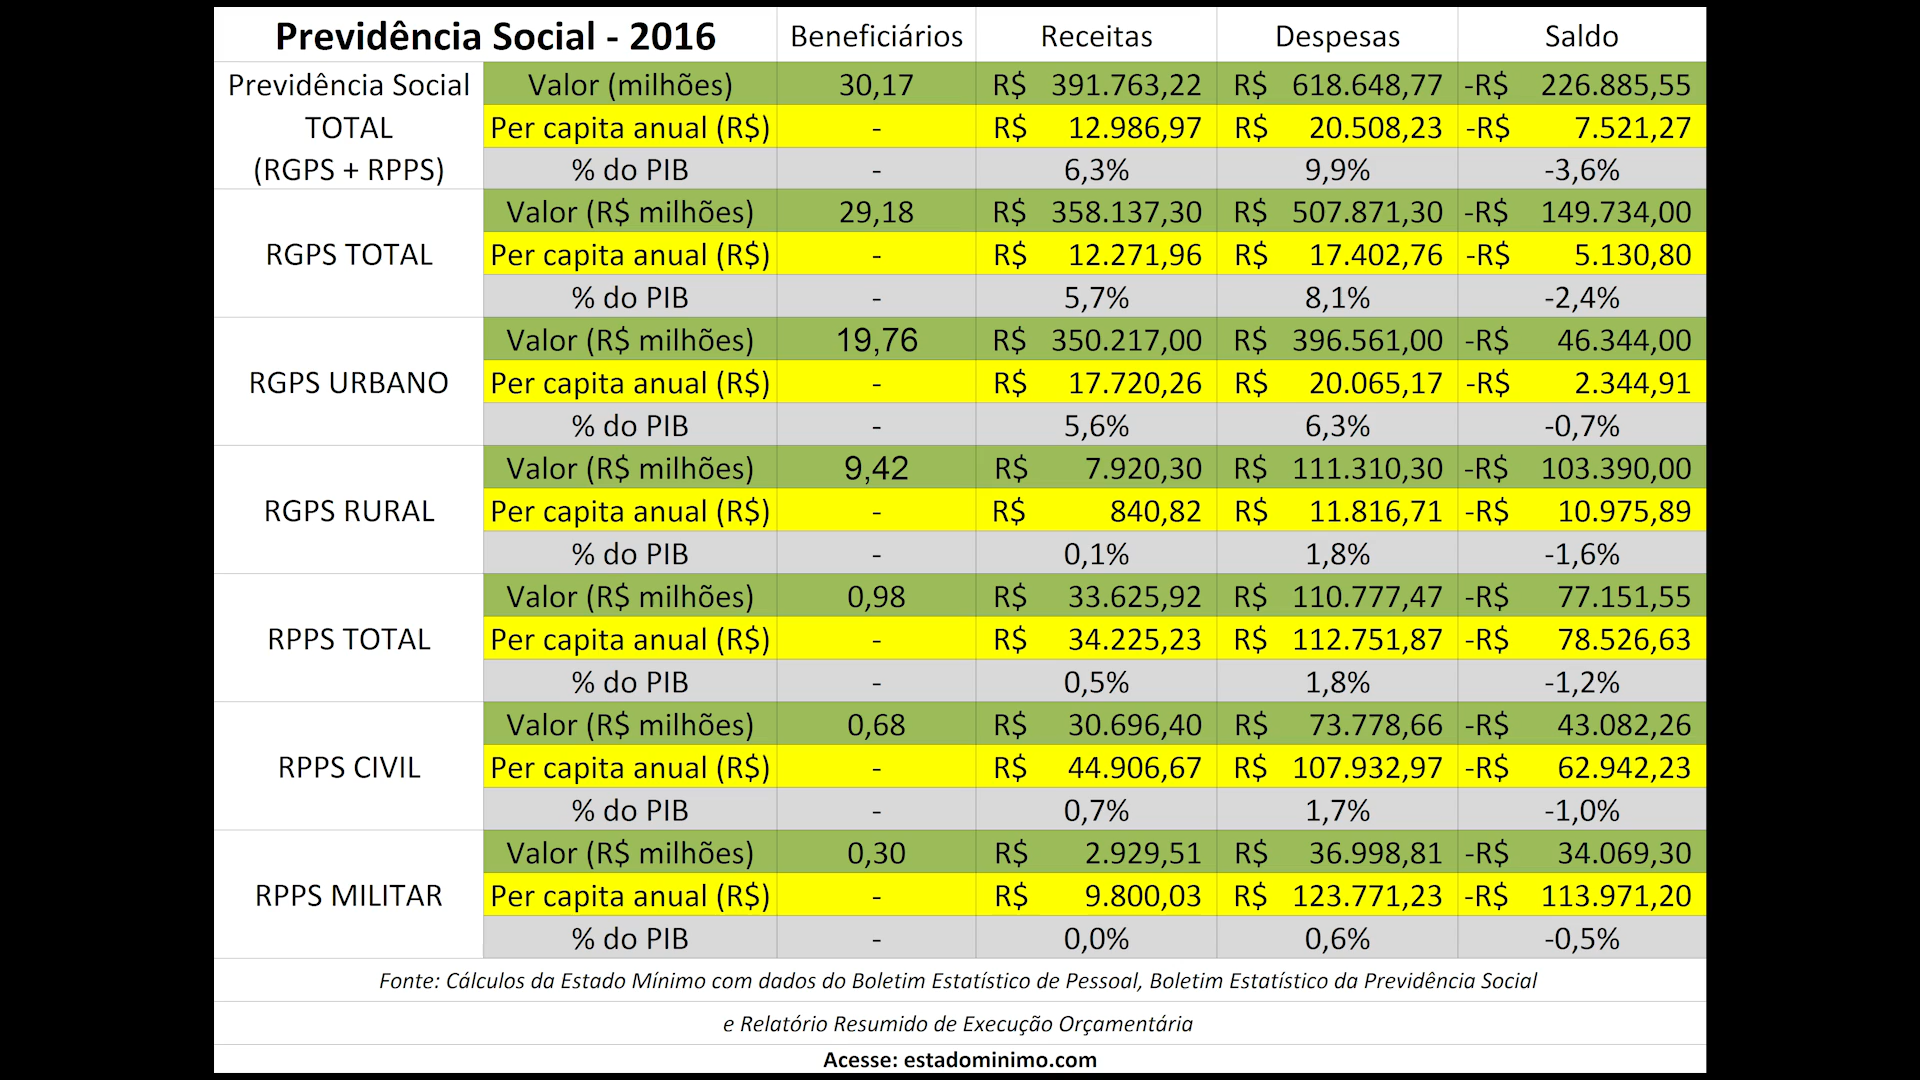 Previdência Social - 2016 Beneficiários Receitas Despesas Saldo
Previdência Social Valor (milhões) 30,17 R$ 391.763,22 R$ 618.648,77 -R$ 226.885,55
TOTAL Per capita anual (R$) - R$ 12.986,97 R$ 20.508,23 -R$ 7.521,27
(RGPS + RPPS) % do PIB - 6,3% 9,9% -3,6%
Valor (R$ milhões) 29,18 R$ 358.137,30 R$ 507.871,30 -R$ 149.734,00
RGPS TOTAL Per capita anual (R$) - R$ 12.271,96 R$ 17.402,76 -R$ 5.130,80
% do PIB - 5,7% 8,1% -2,4%
Valor (R$ milhões) 19,76 R$ 350.217,00 R$ 396.561,00 -R$ 46.344,00
RGPS URBANO Per capita anual (R$) - R$ 17.720,26 R$ 20.065,17 -R$ 2.344,91
% do PIB - 5,6% 6,3% -0,7%
Valor (R$ milhões) 9,42 R$ 7.920,30 R$ 111.310,30 -R$ 103.390,00
RGPS RURAL Per capita anual (R$) - R$ 840,82 R$ 11.816,71 -R$ 10.975,89
% do PIB - 0,1% 1,8% -1,6%
Valor (R$ milhões) 0,98 R$ 33.625,92 R$ 110.777,47 -R$ 77.151,55
RPPS TOTAL Per capita anual (R$) - R$ 34.225,23 R$ 112.751,87 -R$ 78.526,63
% do PIB - 0,5% 1,8% -1,2%
Valor (R$ milhões) 0,68 R$ 30.696,40 R$ 73.778,66 -R$ 43.082,26
RPPS CIVIL Per capita anual (R$) - R$ 44.906,67 R$ 107.932,97 -R$ 62.942,23
% do PIB - 0,7% 1,7% -1,0%
Valor (R$ milhões) 0,30 R$ 2.929,51 R$ 36.998,81 -R$ 34.069,30
RPPS MILITAR Per capita anual (R$) - R$ 9.800,03 R$ 123.771,23 -R$ 113.971,20
% do PIB - 0,0% 0,6% -0,5%
Fonte: Cálculos da Estado Mínimo com dados do Boletim Estatístico de Pessoal, Boletim Estatístico da Previdência Social
e Relatório Resumido de Execução Orçamentária
Acesse: estadominimo.com